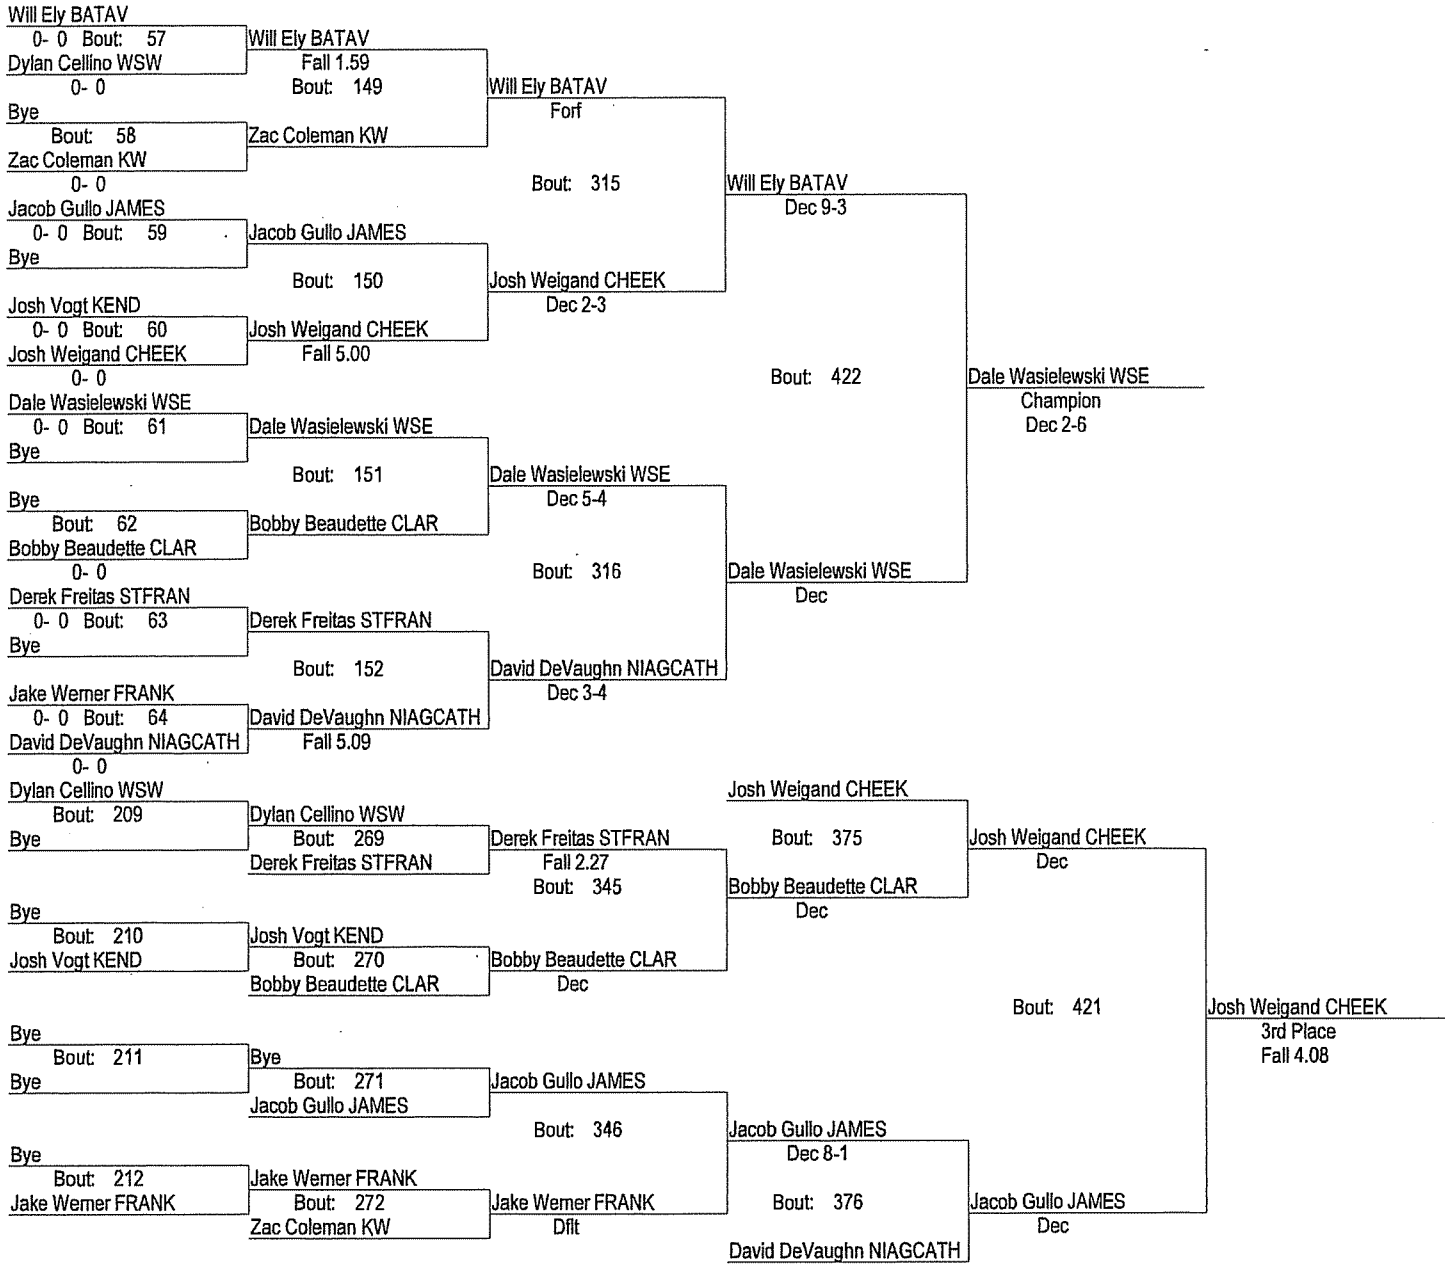 Will Ely BATAV
0- 0 Bout: 57
Will Ely BATAV
Dylan Cellino WSW
Fall 1.59
0- 0
Bout: 149
Will Ely BATAV
Bye
Forf
Bout: 58
Zac Coleman KW
Zac Coleman KW
0- 0
Bout: 315
Will Ely BATAV
Jacob Gullo JAMES
Dec 9-3
0- 0 Bout: 59
Jacob Gullo JAMES
Bye
Bout: 150
Josh Weigand CHEEK
Josh Vogt KEND
Dec 2-3
0- 0 Bout: 60
Josh Weigand CHEEK
Josh Weigand CHEEK
Fall 5.00
0- 0
Bout: 422
Dale Wasielewski WSE
Dale Wasielewski WSE
Champion
0- 0 Bout: 61
Dale Wasielewski WSE
Dec 2-6
Bye
Bout: 151
Dale Wasielewski WSE
Bye
Dec 5-4
Bout: 62
Bobby Beaudette CLAR
Bobby Beaudette CLAR
0- 0
Bout: 316
Dale Wasielewski WSE
Derek Freitas STFRAN
Dec
0- 0 Bout: 63
Derek Freitas STFRAN
Bye
Bout: 152
David DeVaughn NIAGCATH
Jake Werner FRANK
Dec 3-4
0- 0 Bout: 64
David DeVaughn NIAGCATH
David DeVaughn NIAGCATH
Fall 5.09
0- 0
Dylan Cellino WSW
Josh Weigand CHEEK
Bout: 209
Dylan Cellino WSW
Bye
Bout: 269
Derek Freitas STFRAN
Bout: 375
Josh Weigand CHEEK
Derek Freitas STFRAN
Fall 2.27
Dec
Bout: 345
Bobby Beaudette CLAR
Bye
Dec
Bout: 210
Josh Vogt KEND
Josh Vogt KEND
Bout: 270
Bobby Beaudette CLAR
Bobby Beaudette CLAR
Dec
Bout: 421
Josh Weigand CHEEK
Bye
3rd Place
Bout: 211
Bye
Fall 4.08
Bye
Bout: 271
Jacob Gullo JAMES
Jacob Gullo JAMES
Bout: 346
Jacob Gullo JAMES
Bye
Dec 8-1
Bout: 212
Jake Werner FRANK
Jake Werner FRANK
Bout: 272
Jake Werner FRANK
Bout: 376
Jacob Gullo JAMES
Zac Coleman KW
Dflt
Dec
David DeVaughn NIAGCATH